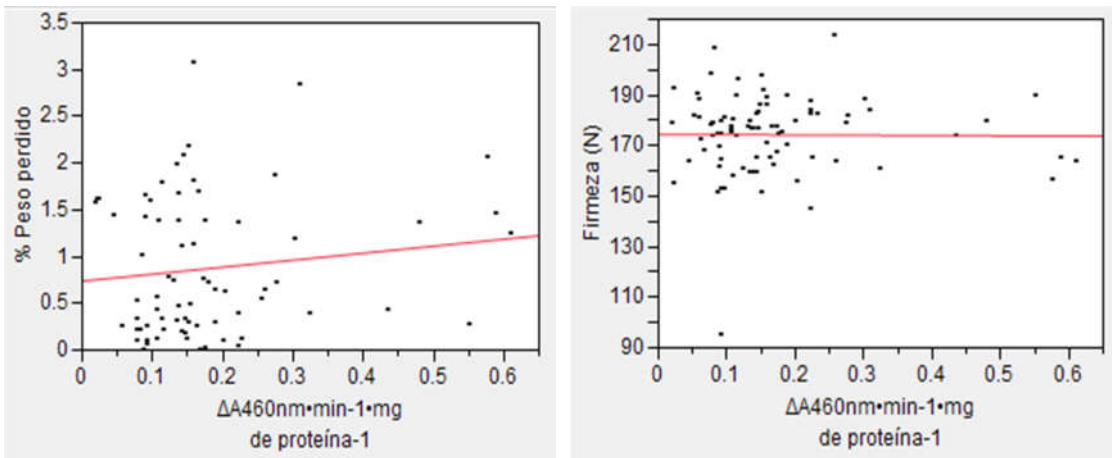 3.5
3
2.5
2
1.5
1
0.5
0
% Peso perdido
0 0.1 0.2 0.3 0.4 0.5 0.6
ΔA460nm•min-1•mg
de proteína-1
210
190
170
150
130
110
90
Firmeza (N)
0 0.1 0.2 0.3 0.4 0.5 0.6
ΔA460nm•min-1•mg
de proteína-1